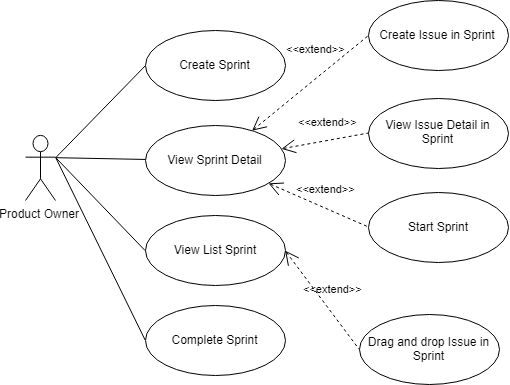 Create Issue in Sprint
<<extend>>
Create Sprint
<<extend>>
View Issue Detail in
Sprint
View Sprint Detail
<<extend>>
Product Owner
Start Sprint
View List Sprint
<<extend>>
Complete Sprint
Drag and drop Issue in
Sprint